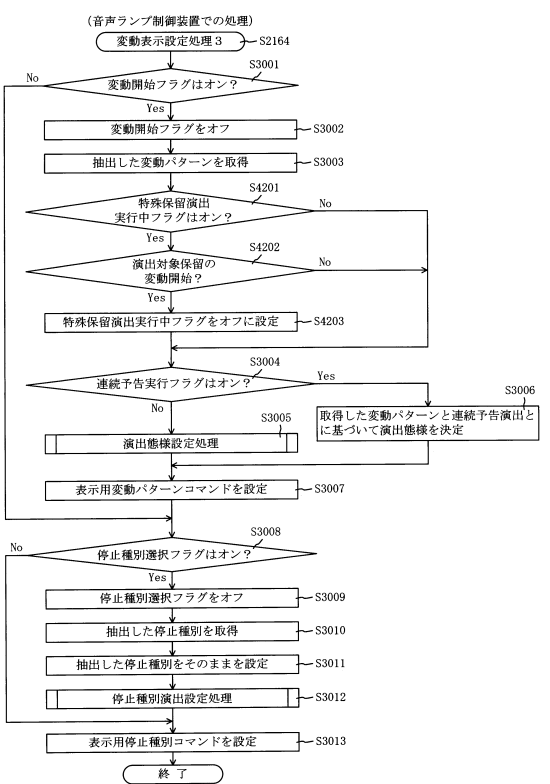 （音声ランプ制御装置での処理）
変動表示設定処理３
S2164
S3001
No
変動開始フラグはオン？
Yes
変動開始フラグをオフ
S3002
抽出した変動パターンを取得
S3003
S4201
特殊保留演出
実行中フラグはオン？
No
Yes
S4202
演出対象保留の
変動開始？
No
Yes
特殊保留演出実行中フラグをオフに設定
S4203
S3004
連続予告実行フラグはオン？
Yes
No
S3006
取得した変動パターンと連続予告演出と
に基づいて演出態様を決定
S3005
演出態様設定処理
表示用変動パターンコマンドを設定
S3007
S3008
No
停止種別選択フラグはオン？
Yes
停止種別選択フラグをオフ
S3009
抽出した停止種別を取得
S3010
抽出した停止種別をそのままを設定
S3011
停止種別演出設定処理
S3012
表示用停止種別コマンドを設定
S3013
終 了